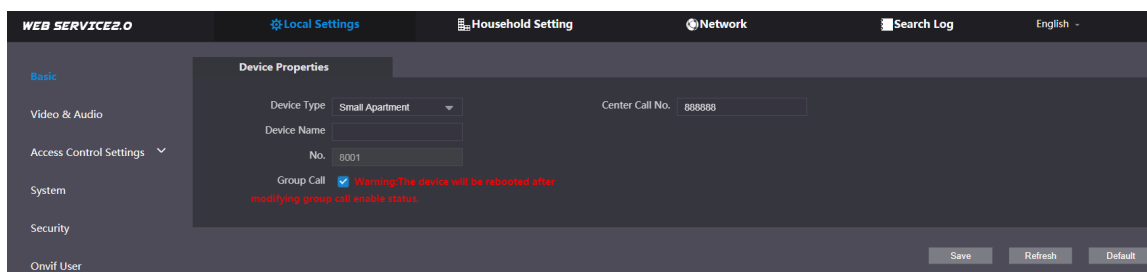 WEB SERVICE2.0
Local Settings
Household Setting
Network
Search Log
English
Basic
Video & Audio
Access Control Settings
System
Security
Onvif User
Device Properties
Device Type Small Apartment
Center Call No. 888888
Device Name
No. 8001
Group Call Warning:The device will be rebooted after
modifying group call enable status.
Save Refresh Default